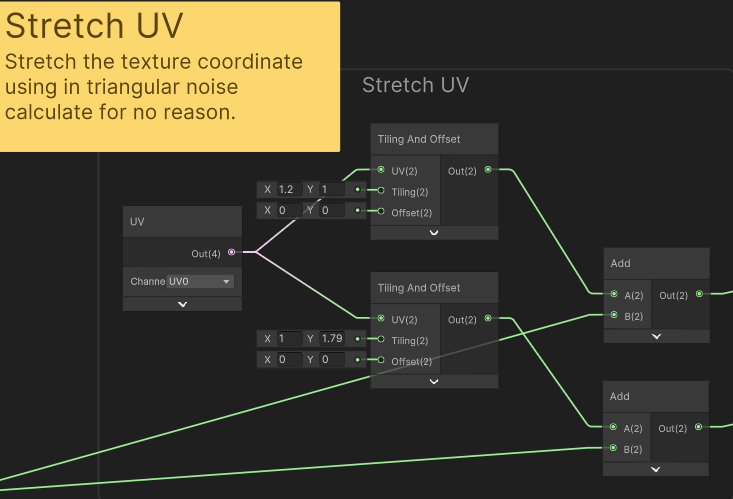 Stretch UV
Stretch the texture coordinate
using in triangular noise
calculate for no reason.
Stretch UV
Tiling And Offset
UV(2) Out(2)
X 1.2 Y 1 Tiling(2)
X 0 Y 0 Offset(2)
UV
Out(4)
Channe UV0
Tiling And Offset
UV(2) Out(2)
X 1 Y 1.79 Tiling(2)
X 0 Y 0 Offset(2)
Add
A(2) Out(2)
B(2)
Add
A(2) Out(2)
B(2)